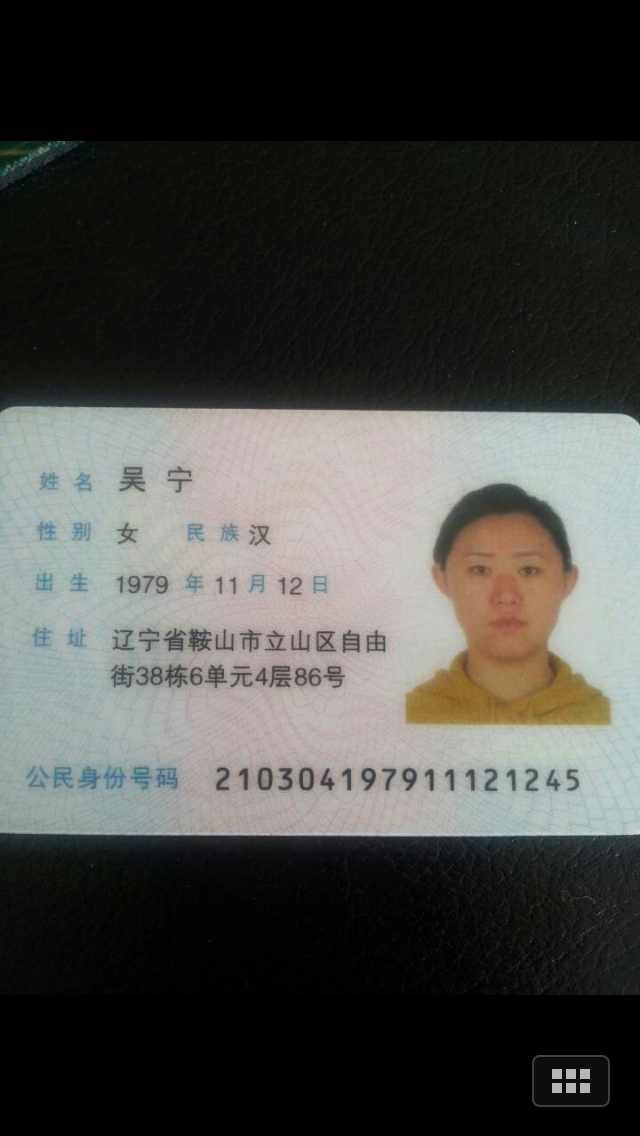 姓名 吴宁
性别 女 民族 汉
出生 1979 年 11 月 12 日
住址 辽宁省鞍山市立山区自由
街38栋6单元4层86号
公民身份号码 210304197911121245